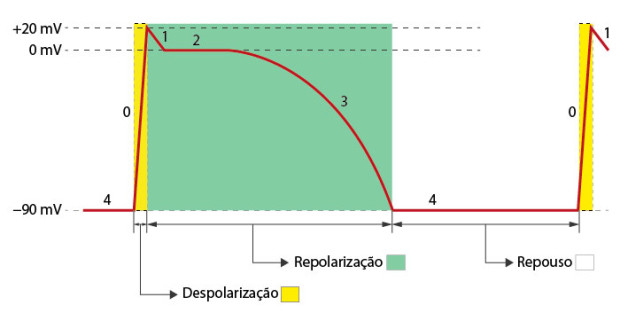 +20 mV
0 mV
1
2
3
0
4
–90 mV
4
0
1
Repolarização
Repouso
Despolarização